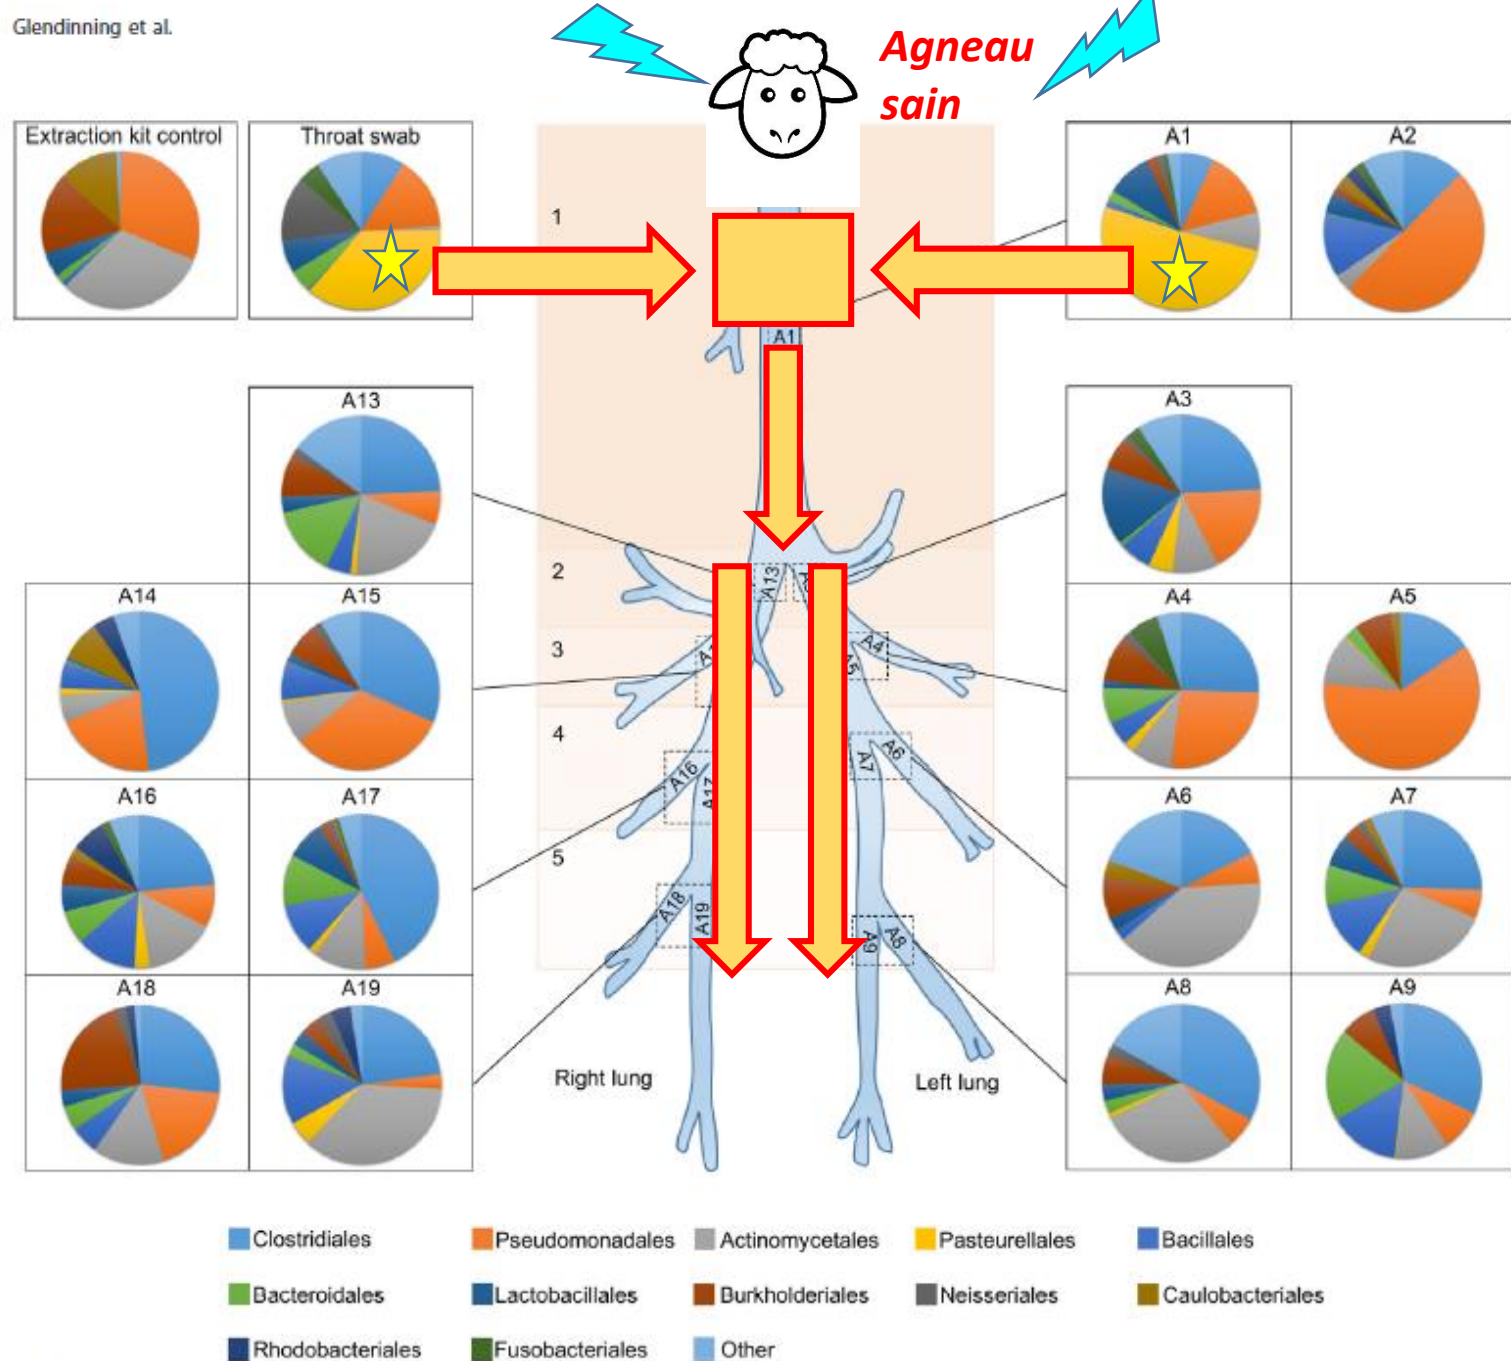 Glendinning et al.
Agneau
sain
Extraction kit control
Throat swab
A1
A2
1
A1
A13
A3
2
A13
A14
A15
A4
A5
3
A4
A5
4
A6
A7
A16
A17
A16
A17
A6
A7
5
A18
A19
A8
A9
A18
A19
A8
A9
Right lung
Left lung
Clostridiales
Pseudomonadales
Actinomycetales
Pasteurellales
Bacillales
Bacteroidales
Lactobacillales
Burkholderiales
Neisseriales
Caulobacteriales
Rhodobacteriales
Fusobacteriales
Other